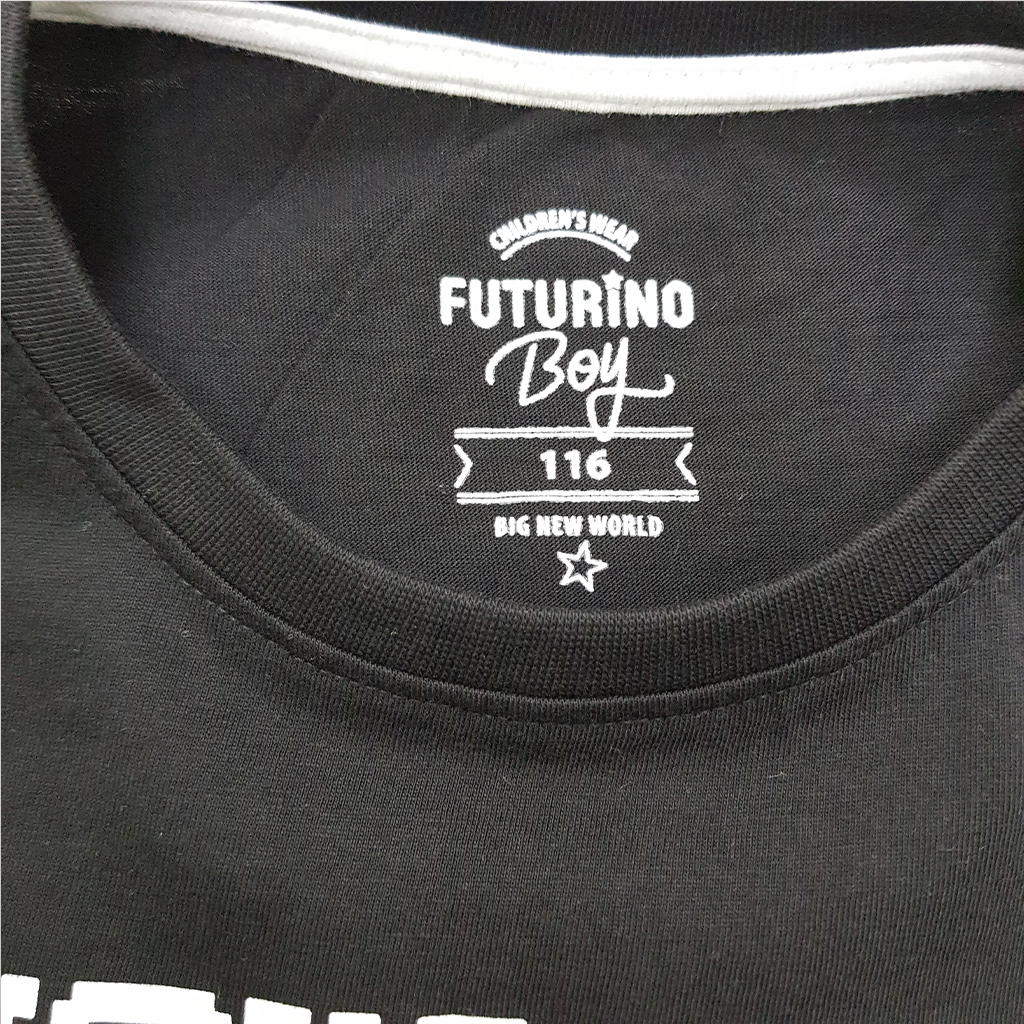 CHILDREN'S WEAR
FUTURiNO
Boy
116
BIG NEW WORLD